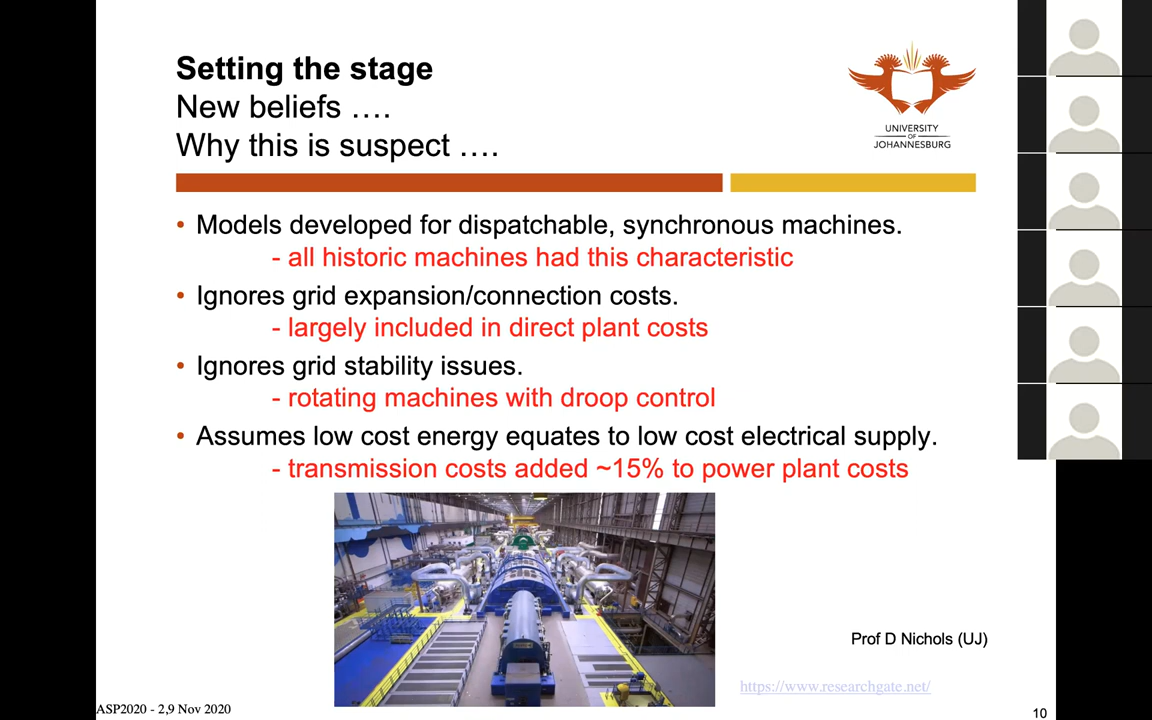 Setting the stage
New beliefs ….
Why this is suspect ….
UNIVERSITY
OF
JOHANNESBURG
• Models developed for dispatchable, synchronous machines.
- all historic machines had this characteristic
• Ignores grid expansion/connection costs.
- largely included in direct plant costs
• Ignores grid stability issues.
- rotating machines with droop control
• Assumes low cost energy equates to low cost electrical supply.
- transmission costs added ~15% to power plant costs
Prof D Nichols (UJ)
https://www.researchgate.net/
ASP2020 - 2,9 Nov 2020
10